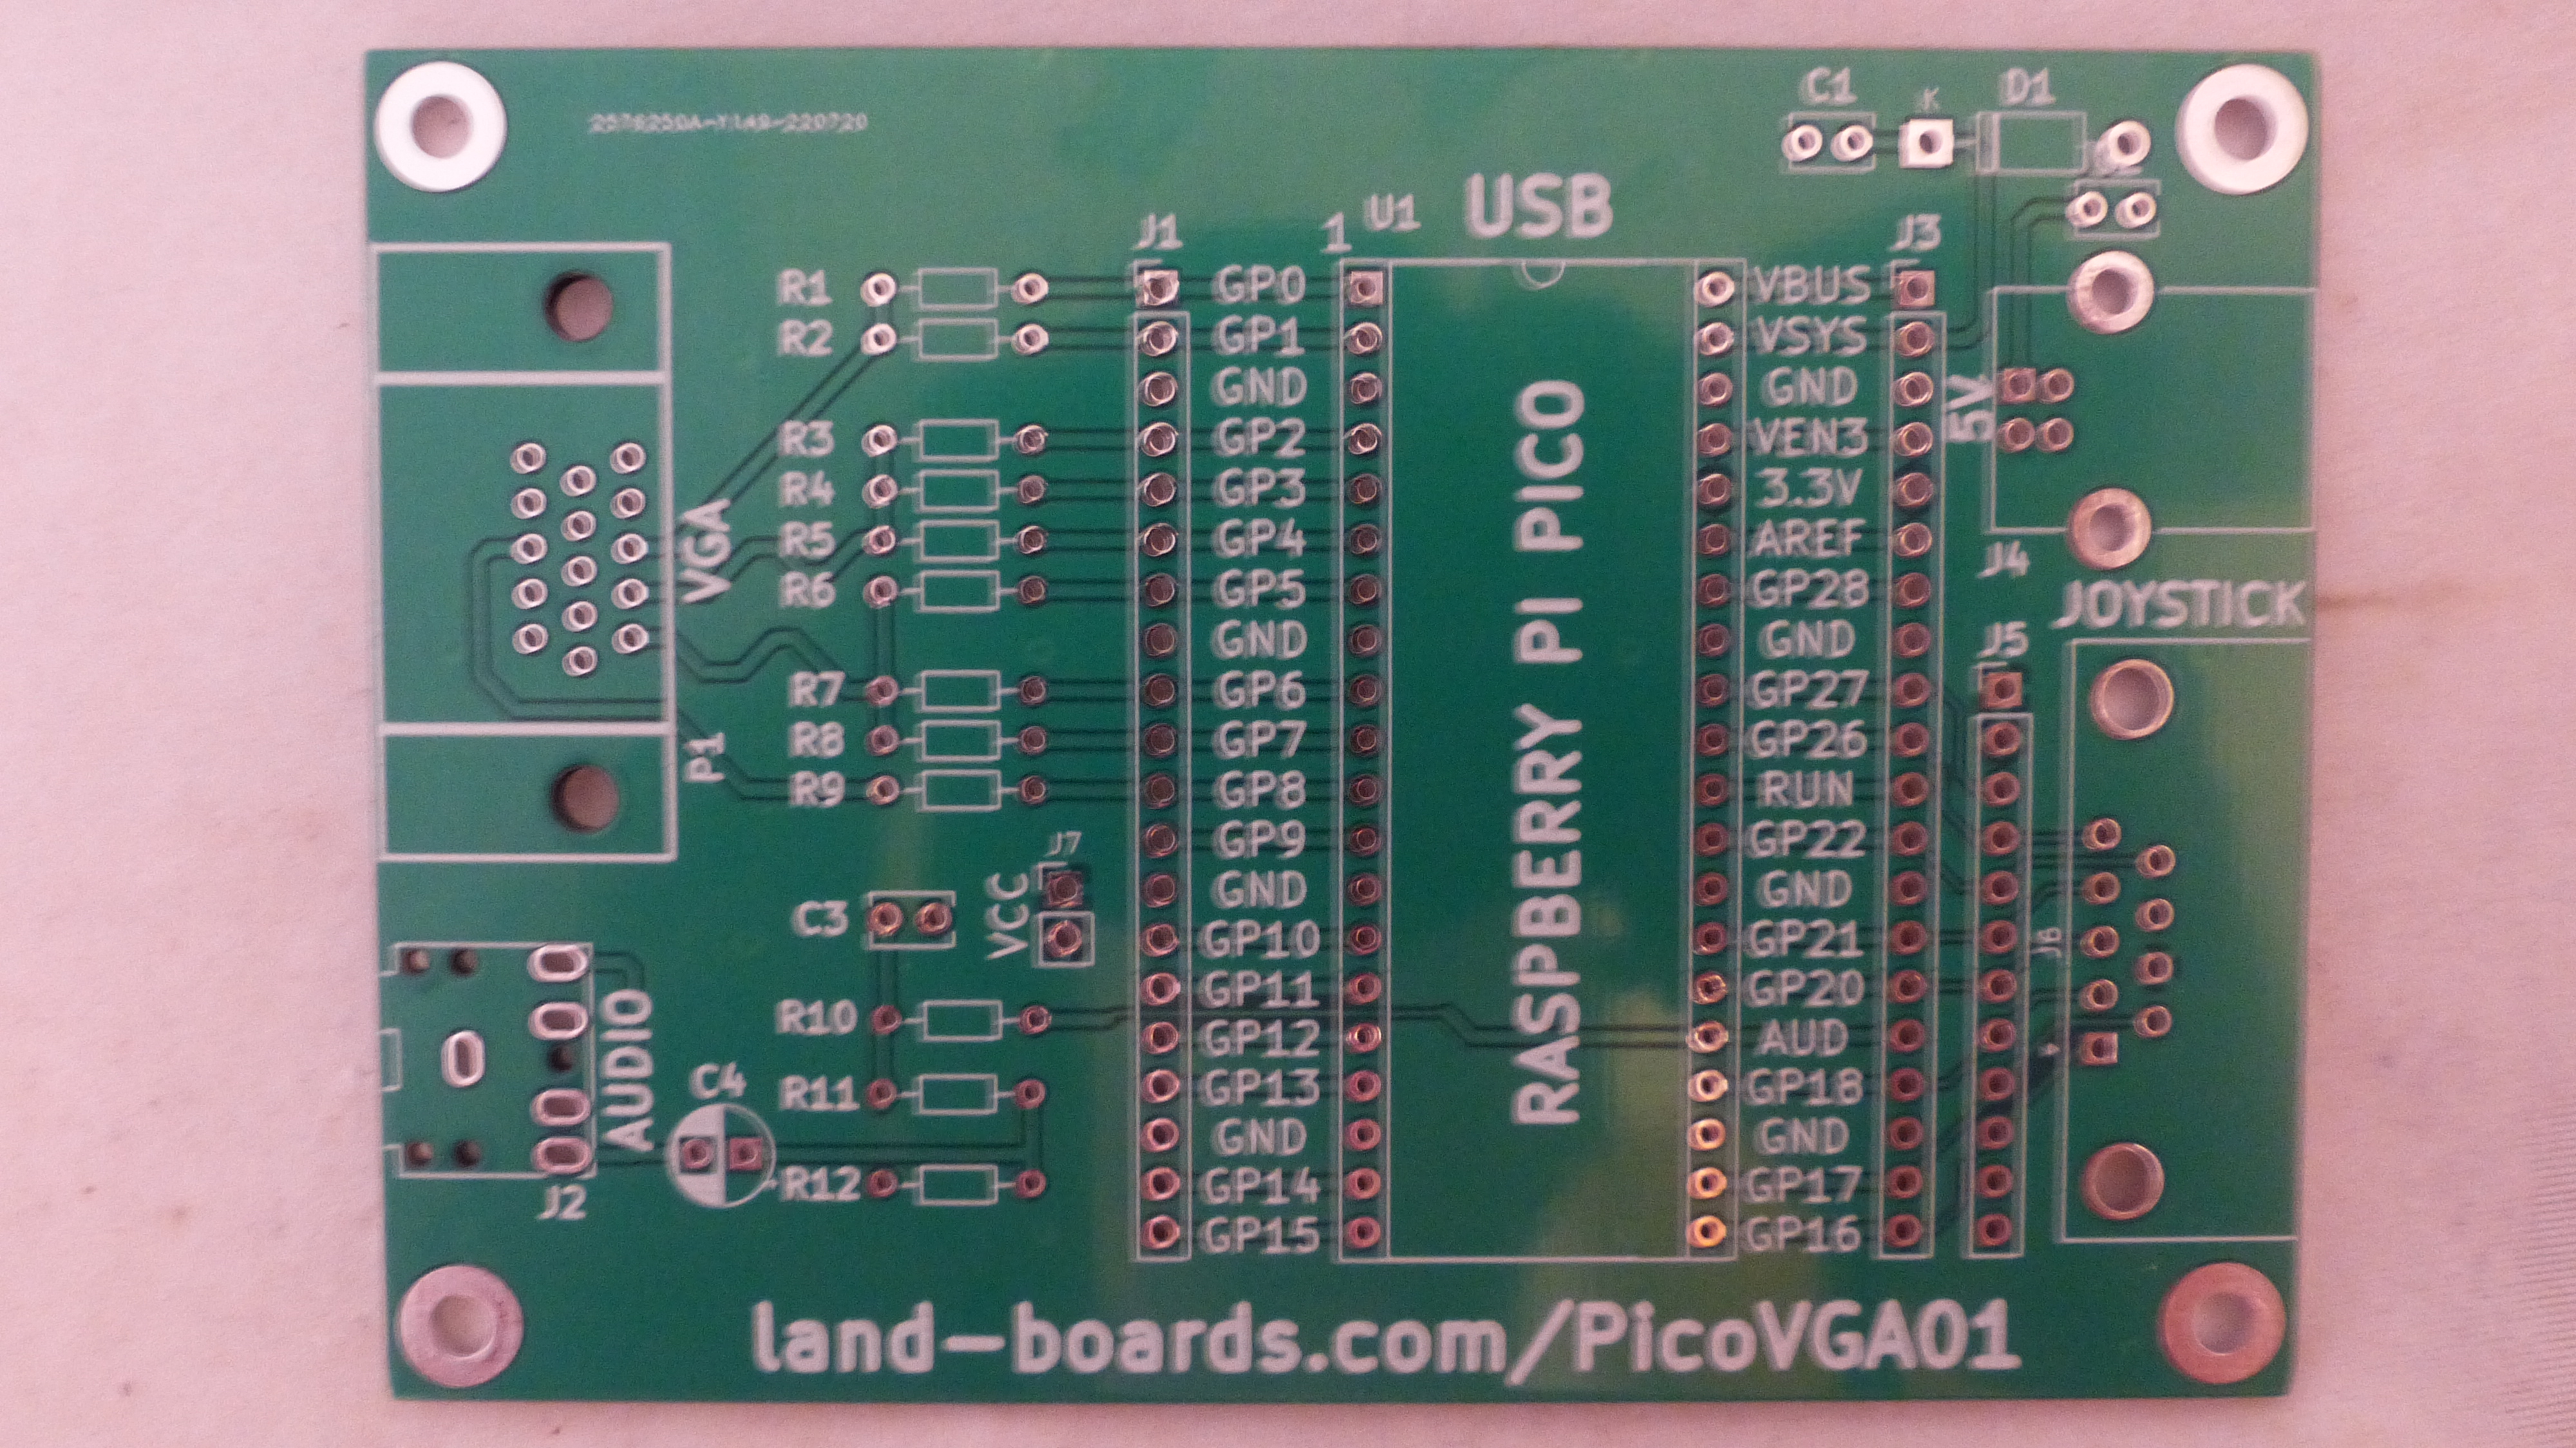 C1
K
D1
USB
J1
1
U1
J3
R1
GP0
VBUS
R2
GP1
VSYS
GND
GND
5V
R3
GP2
VEN3
R4
GP3
3.3V
VGA
R5
GP4
AREF
J4
R6
GP5
GP28
JOYSTICK
GND
GND
J5
R7
GP6
GP27
P1
R8
GP7
GP26
R9
GP8
RUN
J7
GP9
GP22
VCC
GND
GND
C3
GP10
GP21
J6
GP11
GP20
AUDIO
R10
GP12
AUD
C4
R11
GP13
GP18
GND
GND
J2
R12
GP14
GP17
GP15
GP16
RASPBERRY PI PICO
land-boards.com/PicoVGA01